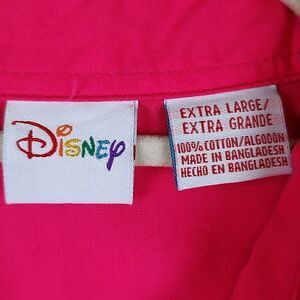 Disney
EXTRA LARGE/
EXTRA GRANDE
100% COTTON/ALGODON
MADE IN BANGLADESH
HECHO EN BANGLADESH